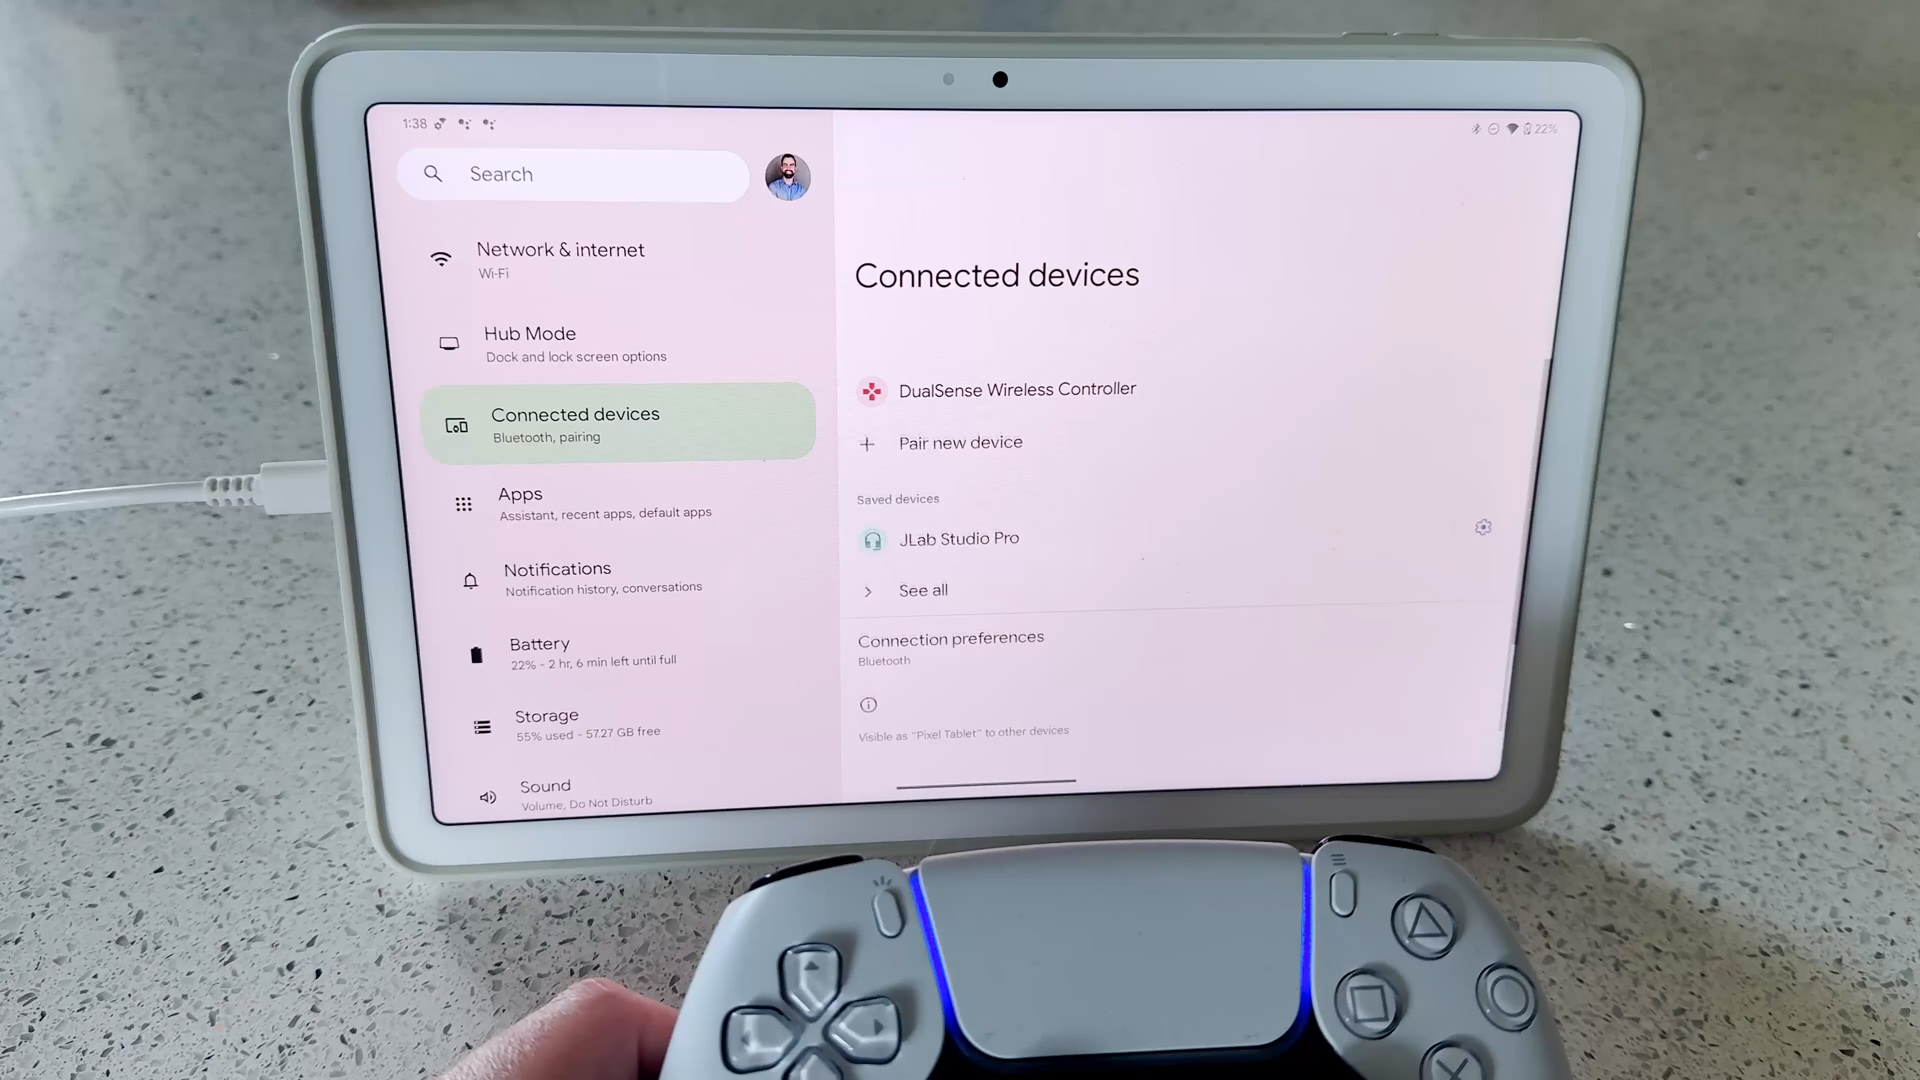 1:38
22%
Search
Network & internet
Wi-Fi
Hub Mode
Dock and lock screen options
Connected devices
Bluetooth, pairing
Apps
Assistant, recent apps, default apps
Notifications
Notification history, conversations
Battery
22% - 2 hr, 6 min left until full
Storage
55% used - 57.27 GB free
Sound
Volume, Do Not Disturb
Connected devices
DualSense Wireless Controller
Pair new device
Saved devices
JLab Studio Pro
See all
Connection preferences
Bluetooth
Visible as “Pixel Tablet” to other devices